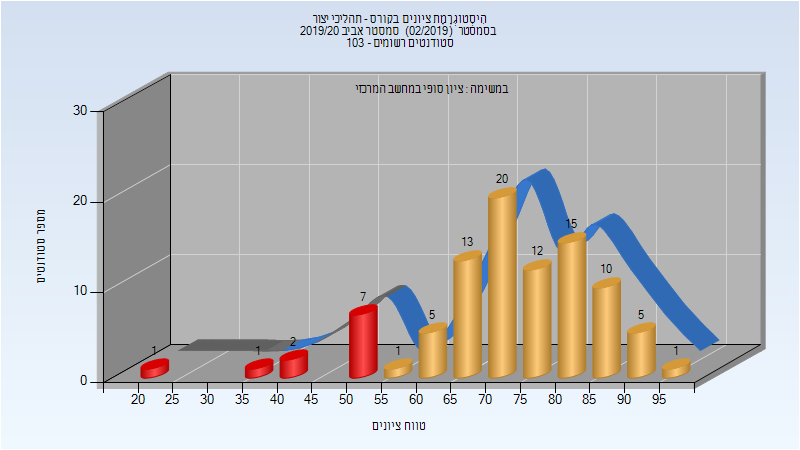 היסטוגרמת ציונים בקורס - תהליכי יצור
בסמסטר (02/2019) סמסטר אביב 2019/20
סטודנטים רשומים - 103
במשימה : ציון סופי במחשב המרכזי
מספר סטודנטים
30
20
10
0
1
1
2
7
1
5
13
20
12
15
10
5
1
20 25 30 35 40 45 50 55 60 65 70 75 80 85 90 95
טווח ציונים